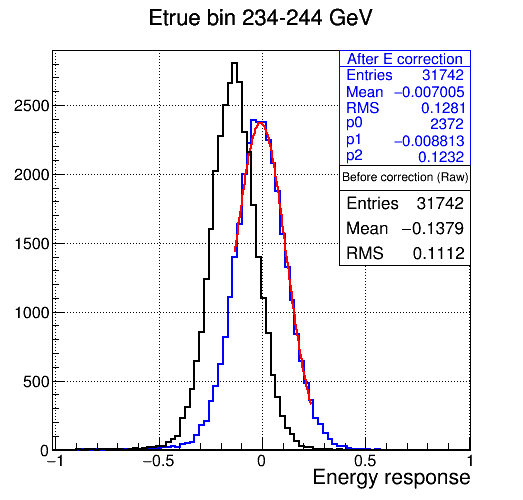 Etrue bin 234-244 GeV
After E correction
Entries 31742
Mean −0.007005
RMS 0.1281
p0 2372
p1 −0.008813
p2 0.1232
Before correction (Raw)
Entries 31742
Mean −0.1379
RMS 0.1112
2500
2000
1500
1000
500
0
−1 −0.5 0 0.5 1
Energy response